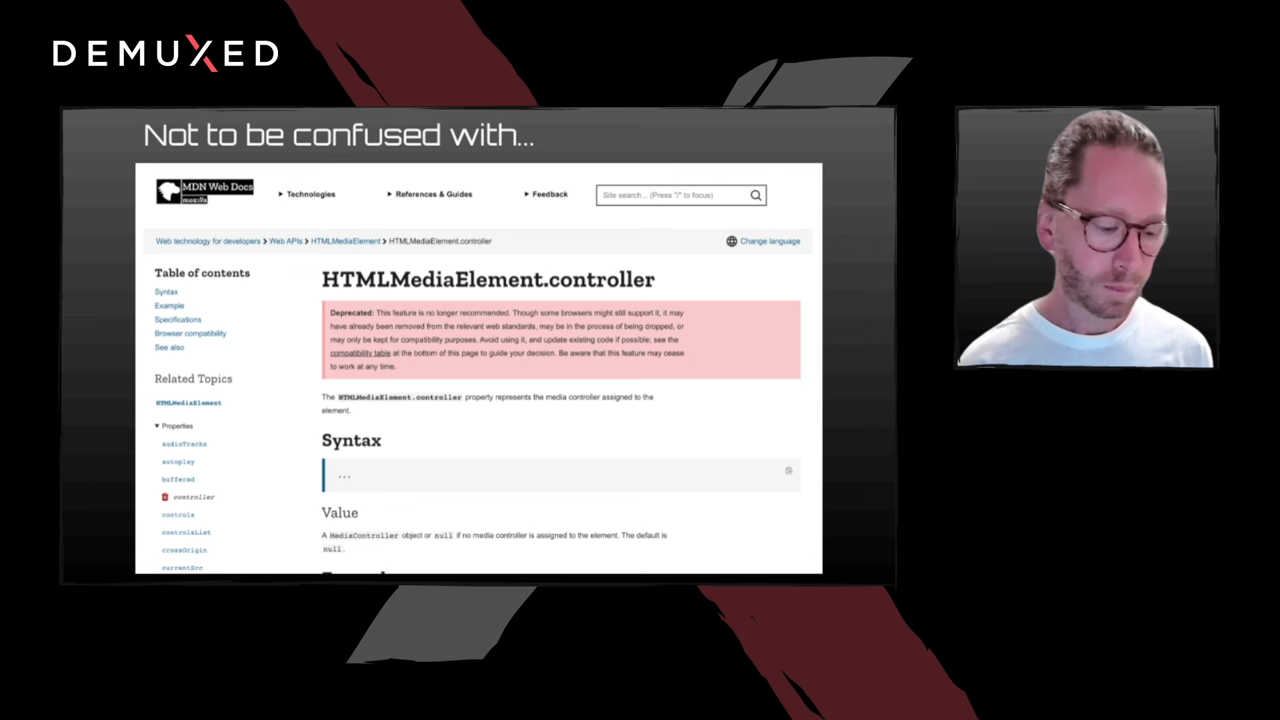 DEMUXED
Not to be confused with...
MDN Web Docs
moz://a
Technologies
References & Guides
Feedback
Site search... (Press "/" to focus)
Web technology for developers > Web APIs > HTMLMediaElement > HTMLMediaElement.controller
Change language
Table of contents
Syntax
Example
Specifications
Browser compatibility
See also
Related Topics
HTMLMediaElement
Properties
audioTracks
autoplay
buffered
controller
controls
controlsList
crossOrigin
currentSrc
HTMLMediaElement.controller
Deprecated: This feature is no longer recommended. Though some browsers might still support it, it may
have already been removed from the relevant web standards, may be in the process of being dropped, or
may only be kept for compatibility purposes. Avoid using it, and update existing code if possible; see the
compatibility table at the bottom of this page to guide your decision. Be aware that this feature may cease
to work at any time.
The HTMLMediaElement.controller property represents the media controller assigned to the
element.
Syntax
...
Value
A MediaController object or null if no media controller is assigned to the element. The default is
null.